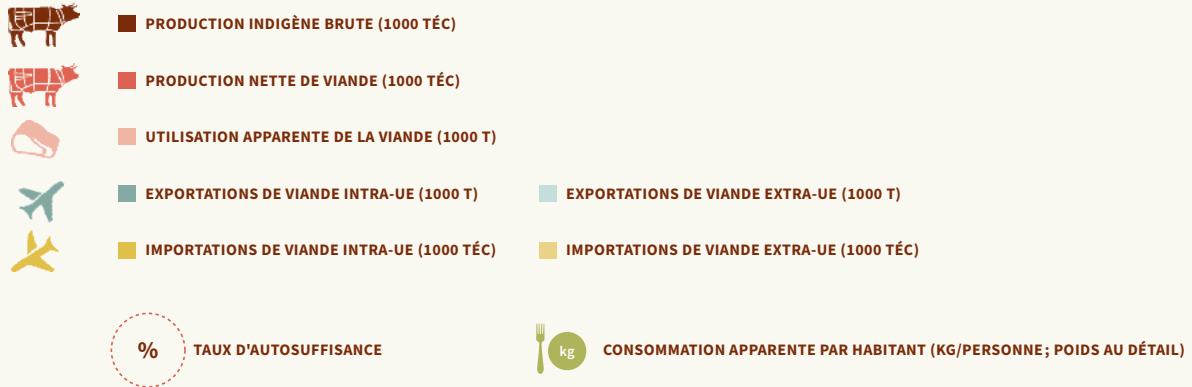 PRODUCTION INDIGÈNE BRUTE (1000 TÉC)
PRODUCTION NETTE DE VIANDE (1000 TÉC)
UTILISATION APPARENTE DE LA VIANDE (1000 T)
EXPORTATIONS DE VIANDE INTRA-UE (1000 T)
EXPORTATIONS DE VIANDE EXTRA-UE (1000 T)
IMPORTATIONS DE VIANDE INTRA-UE (1000 TÉC)
IMPORTATIONS DE VIANDE EXTRA-UE (1000 TÉC)
%
TAUX D'AUTOSUFFISANCE
kg
CONSOMMATION APPARENTE PAR HABITANT (KG/PERSONNE; POIDS AU DÉTAIL)